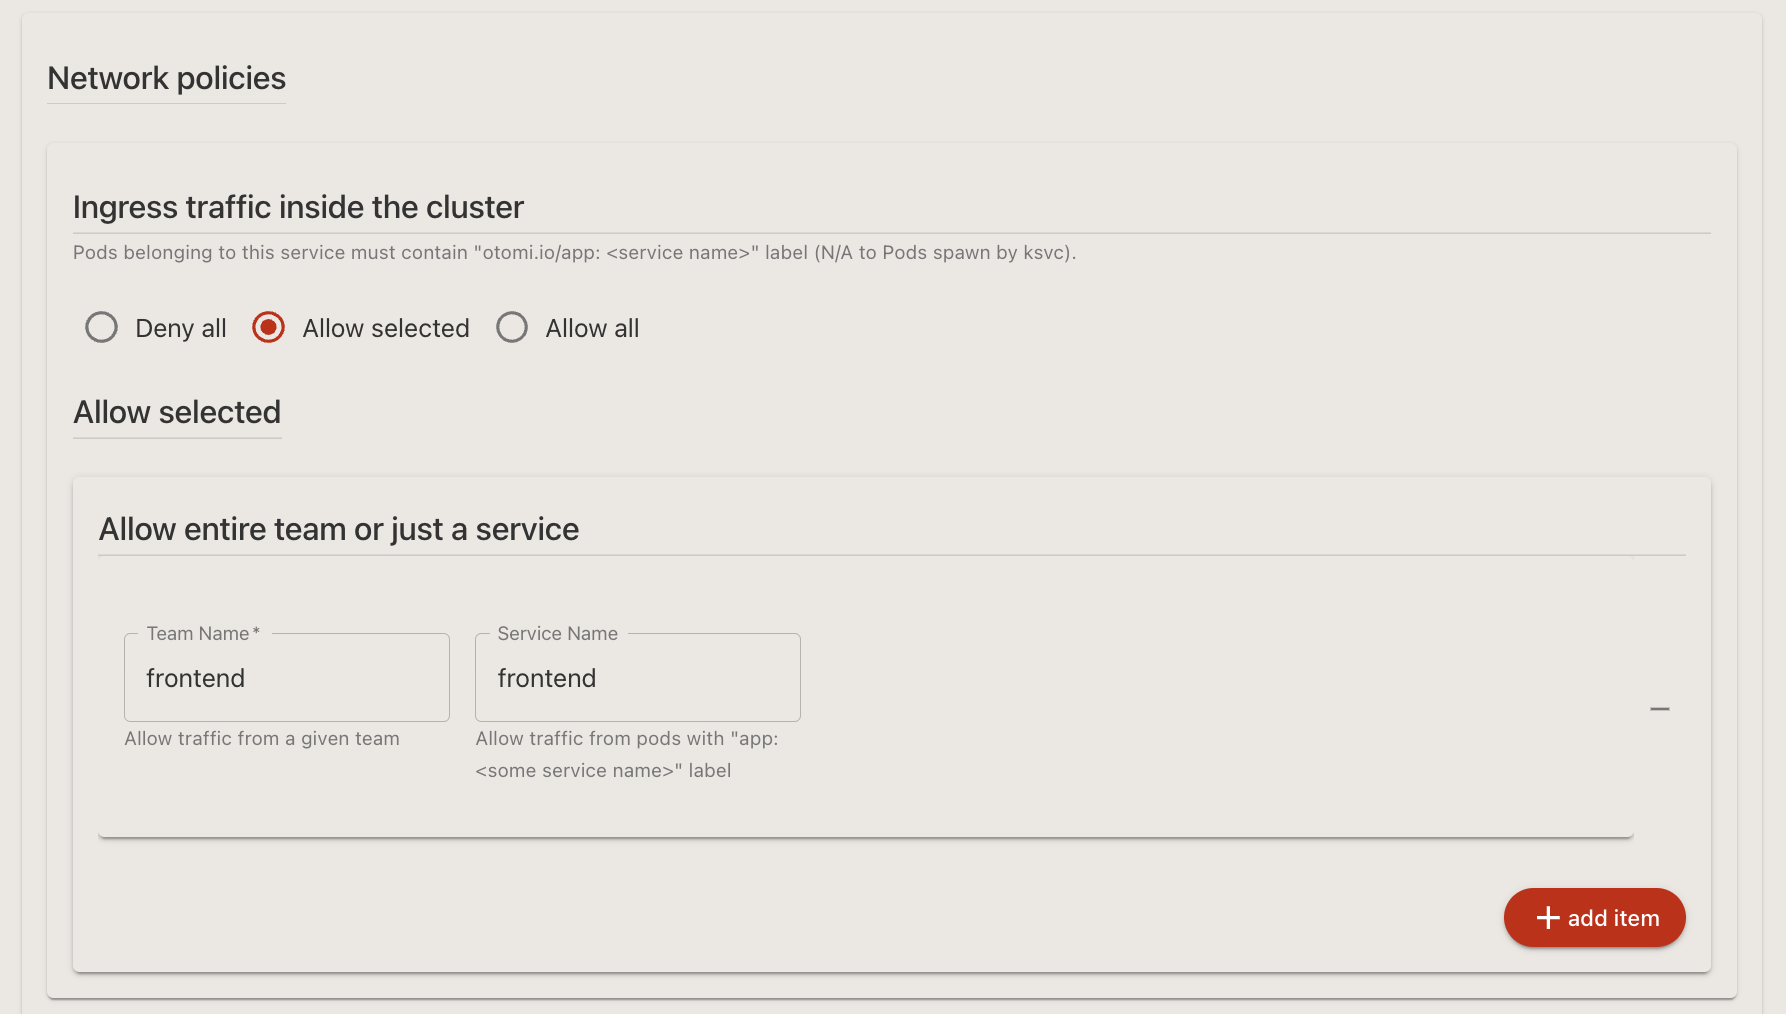 Network policies
Ingress traffic inside the cluster
Pods belonging to this service must contain "otomi.io/app: <service name>" label (N/A to Pods spawn by ksvc).
Deny all Allow selected Allow all
Allow selected
Allow entire team or just a service
Team Name* Service Name
frontend frontend
Allow traffic from a given team Allow traffic from pods with "app:
<some service name>" label
add item